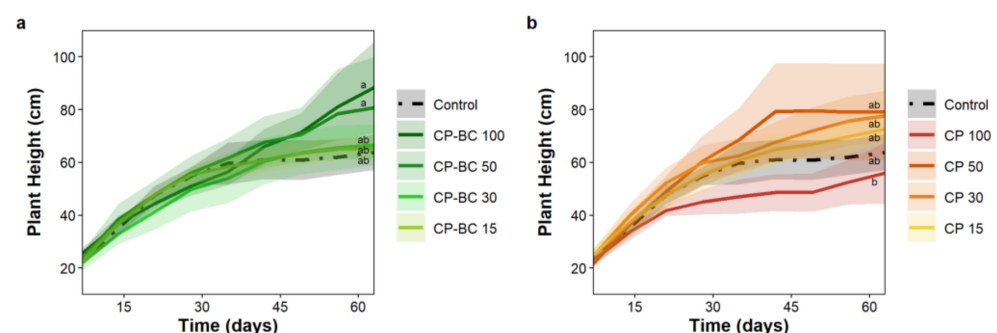 a
Plant Height (cm)
100
80
60
40
20
15
30
45
60
Time (days)
a
a
ab
ab
ab
Control
CP-BC 100
CP-BC 50
CP-BC 30
CP-BC 15
b
Plant Height (cm)
100
80
60
40
20
15
30
45
60
Time (days)
ab
ab
ab
ab
b
Control
CP 100
CP 50
CP 30
CP 15